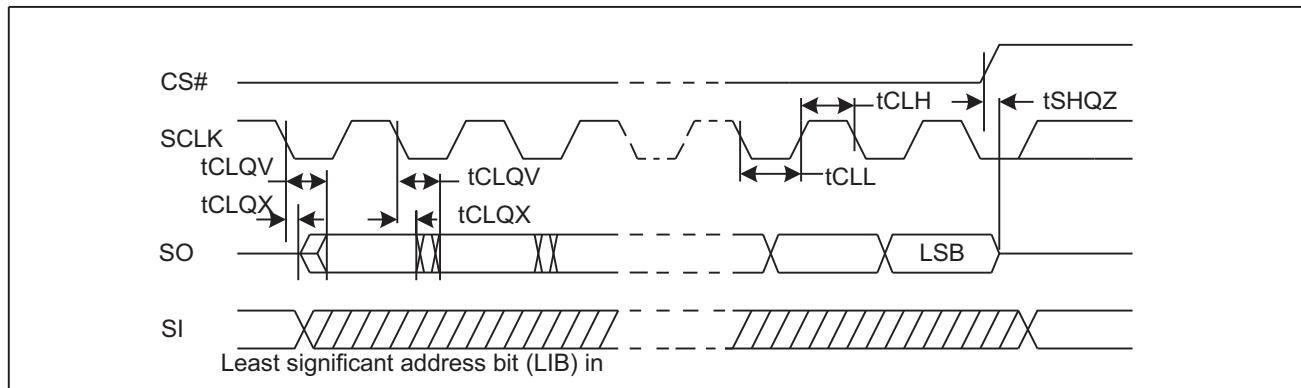 CS#
tCLH
tSHQZ
SCLK
tCLQV
tCLQV
tCLL
tCLQX
tCLQX
SO
LSB
SI
Least significant address bit (LIB) in